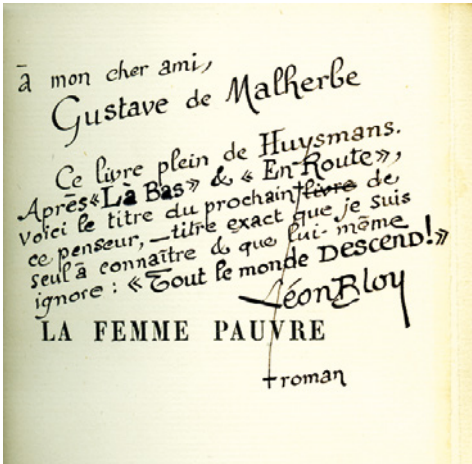 à mon cher ami,
Gustave de Malherbe
Ce livre plein de Huysmans.
Après « Là Bas » & « En Route »,
voici le titre du prochain † livre de
ce penseur, — titre exact que je suis
seul à connaître & que lui-même
ignore : « Tout le monde DESCEND! »
Léon Bloy
LA FEMME PAUVRE
† roman